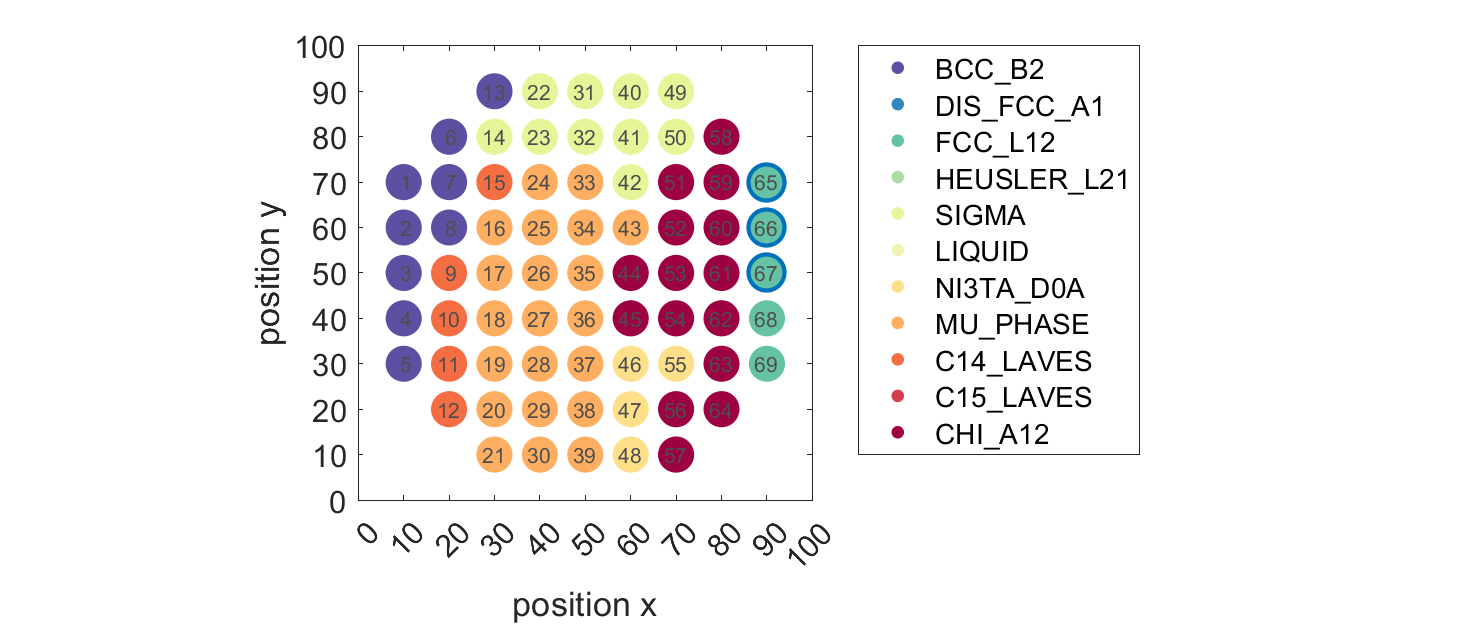 100
90
80
70
60
50
40
30
20
10
0
position y
13 22 31 40 49
6 14 23 32 41 50 58
1 7 15 24 33 42 51 59 65
2 8 16 25 34 43 52 60 66
3 9 17 26 35 44 53 61 67
4 10 18 27 36 45 54 62 68
5 11 19 28 37 46 55 63 69
12 20 29 38 47 56 64
21 30 39 48 57
0 10 20 30 40 50 60 70 80 90 100
position x
BCC_B2
DIS_FCC_A1
FCC_L12
HEUSLER_L21
SIGMA
LIQUID
NI3TA_D0A
MU_PHASE
C14_LAVES
C15_LAVES
CHI_A12